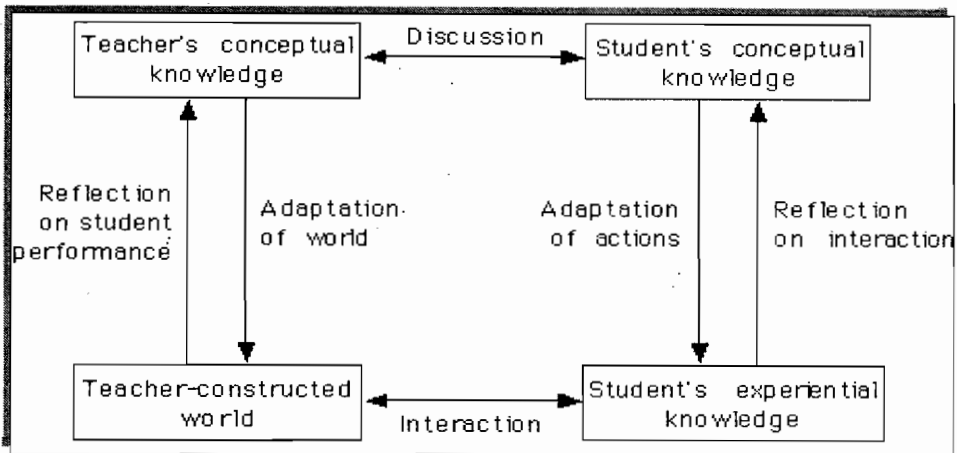 Teacher's conceptual
knowledge
Discussion
Student's conceptual
knowledge
Reflection
on student
performance
Adaptation
of world
Adaptation
of actions
Reflection
on interaction
Teacher-constructed
world
Interaction
Student's experiential
knowledge